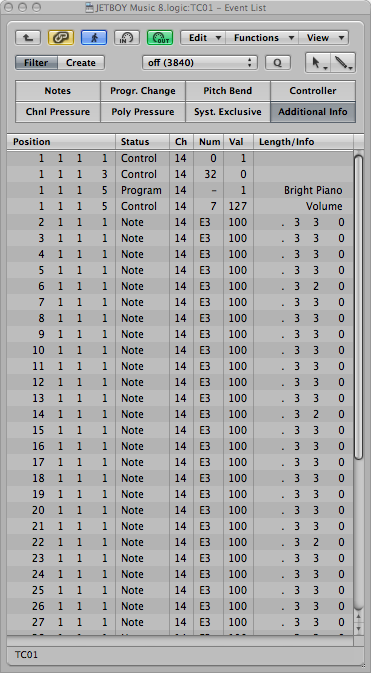 JETBOY Music 8.logic:TC01 – Event List
IN OUT Edit Functions View
Filter Create off (3840) Q
Notes Progr. Change Pitch Bend Controller
Chnl Pressure Poly Pressure Syst. Exclusive Additional Info
Position Status Ch Num Val Length/Info
1 1 1 1 Control 14 0 1
1 1 1 3 Control 14 32 0
1 1 1 5 Program 14 – 1 Bright Piano
1 1 1 5 Control 14 7 127 Volume
2 1 1 1 Note 14 E3 100 . 3 3 0
3 1 1 1 Note 14 E3 100 . 3 3 0
4 1 1 1 Note 14 E3 100 . 3 3 0
5 1 1 1 Note 14 E3 100 . 3 3 0
6 1 1 1 Note 14 E3 100 . 3 2 0
7 1 1 1 Note 14 E3 100 . 3 3 0
8 1 1 1 Note 14 E3 100 . 3 3 0
9 1 1 1 Note 14 E3 100 . 3 3 0
10 1 1 1 Note 14 E3 100 . 3 3 0
11 1 1 1 Note 14 E3 100 . 3 3 0
12 1 1 1 Note 14 E3 100 . 3 3 0
13 1 1 1 Note 14 E3 100 . 3 3 0
14 1 1 1 Note 14 E3 100 . 3 2 0
15 1 1 1 Note 14 E3 100 . 3 3 0
16 1 1 1 Note 14 E3 100 . 3 3 0
17 1 1 1 Note 14 E3 100 . 3 3 0
18 1 1 1 Note 14 E3 100 . 3 3 0
19 1 1 1 Note 14 E3 100 . 3 3 0
20 1 1 1 Note 14 E3 100 . 3 3 0
21 1 1 1 Note 14 E3 100 . 3 3 0
22 1 1 1 Note 14 E3 100 . 3 2 0
23 1 1 1 Note 14 E3 100 . 3 3 0
24 1 1 1 Note 14 E3 100 . 3 3 0
25 1 1 1 Note 14 E3 100 . 3 3 0
26 1 1 1 Note 14 E3 100 . 3 3 0
27 1 1 1 Note 14 E3 100 . 3 3 0
TC01